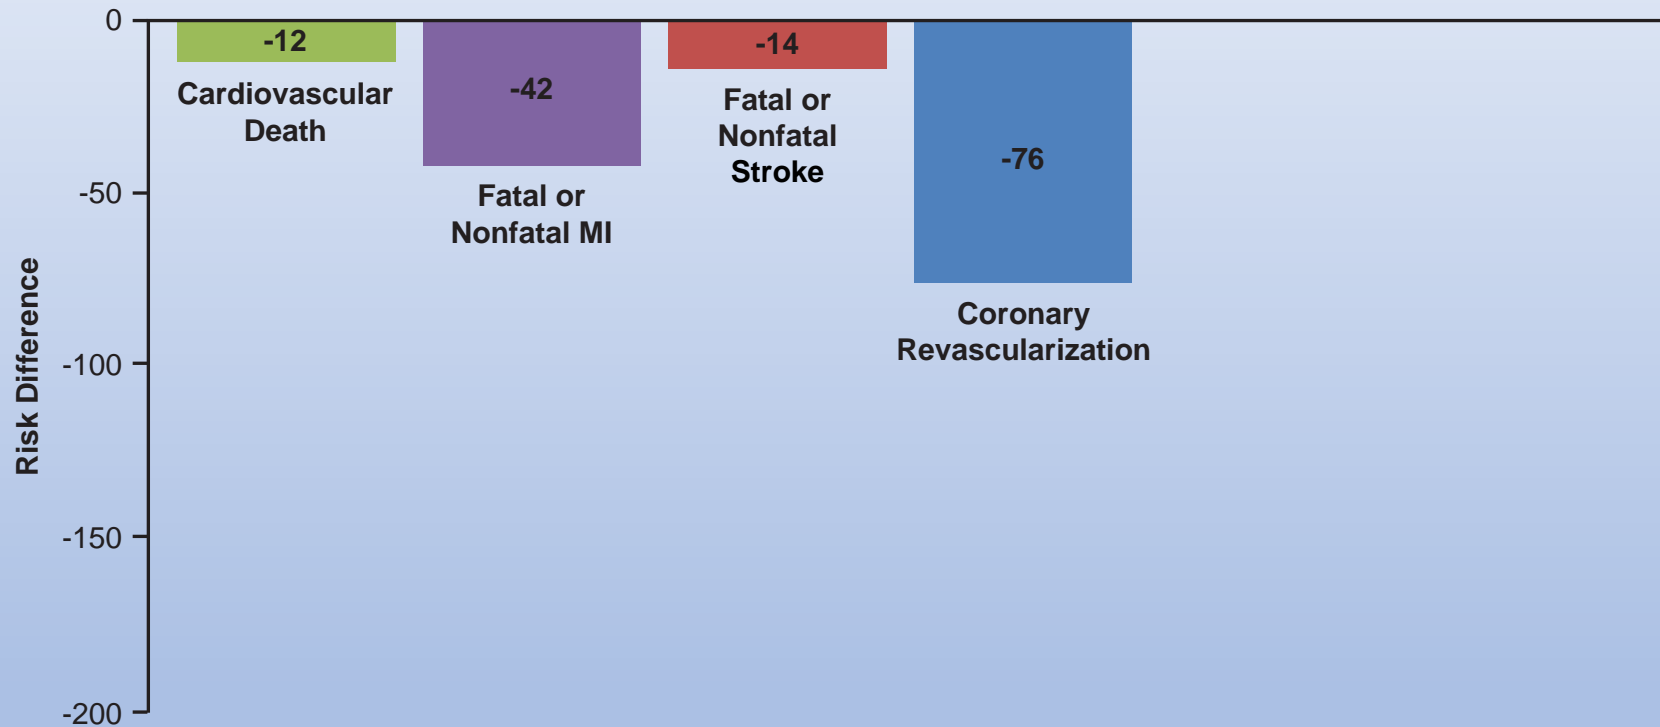 0
-50
-100
-150
-200
Risk Difference
-12
Cardiovascular
Death
-42
Fatal or
Nonfatal MI
-14
Fatal or
Nonfatal
Stroke
-76
Coronary
Revascularization